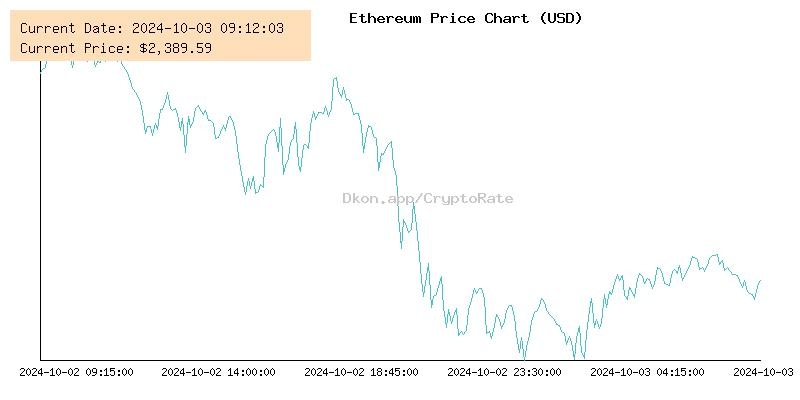 Ethereum Price Chart (USD)
Current Date: 2024-10-03 09:12:03
Current Price: $2,389.59
Dkon.app/CryptoRate
2024-10-02 09:15:00 2024-10-02 14:00:00 2024-10-02 18:45:00 2024-10-02 23:30:00 2024-10-03 04:15:00 2024-10-03